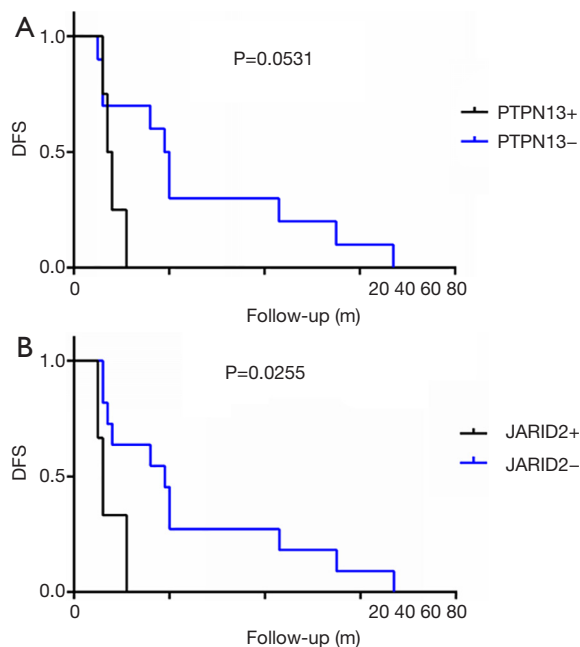 A
1.0
P=0.0531
PTPN13+
PTPN13−
DFS
0.5
0.0
0 20 40 60 80
Follow-up (m)
B
1.0
P=0.0255
JARID2+
JARID2−
DFS
0.5
0.0
0 20 40 60 80
Follow-up (m)